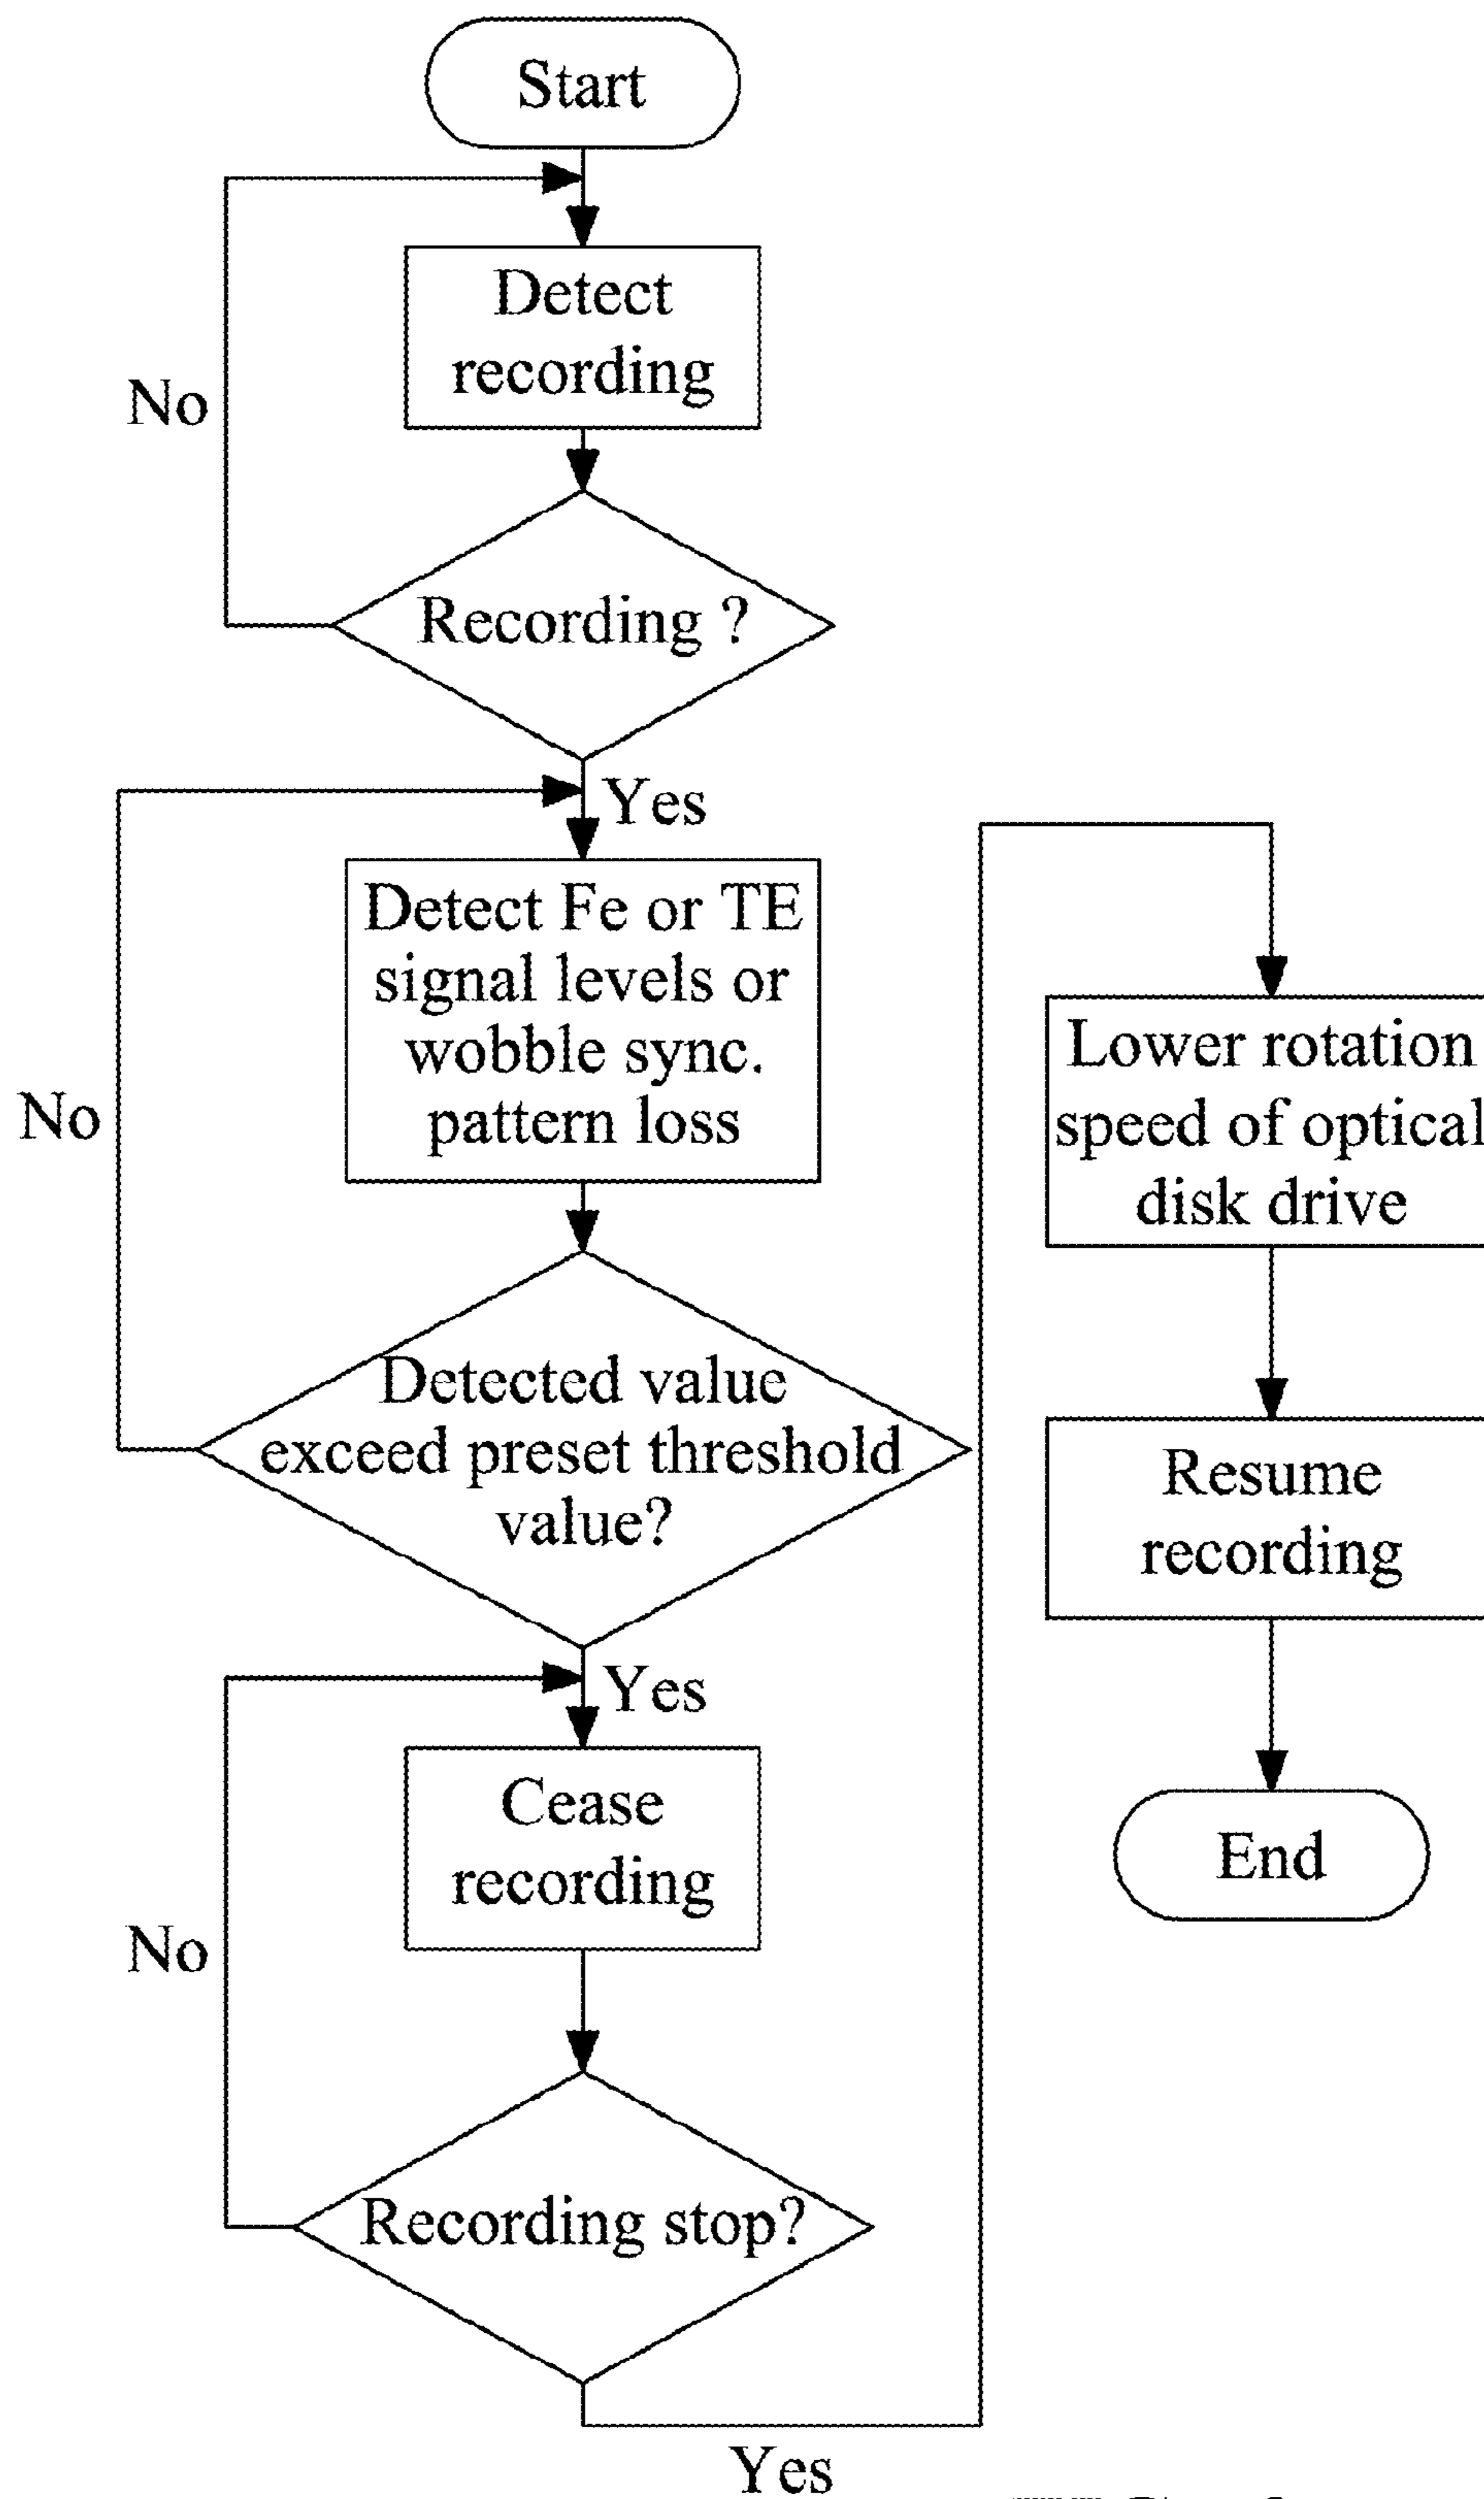 Start
Detect
recording
No
Recording ?
Yes
Detect Fe or TE
signal levels or
wobble sync.
pattern loss
No
Detected value
exceed preset threshold
value?
Yes
Cease
recording
No
Recording stop?
Yes
Lower rotation
speed of optical
disk drive
Resume
recording
End